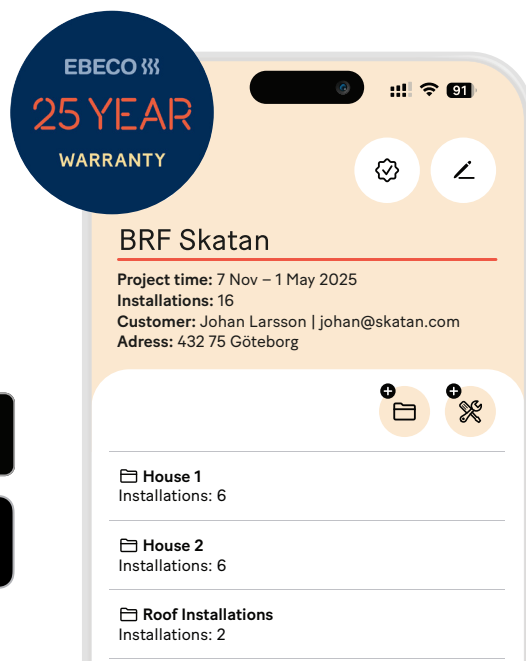 EBECO
25 YEAR
WARRANTY
91
BRF Skatan
Project time: 7 Nov – 1 May 2025
Installations: 16
Customer: Johan Larsson | johan@skatan.com
Adress: 432 75 Göteborg
House 1
Installations: 6
House 2
Installations: 6
Roof Installations
Installations: 2